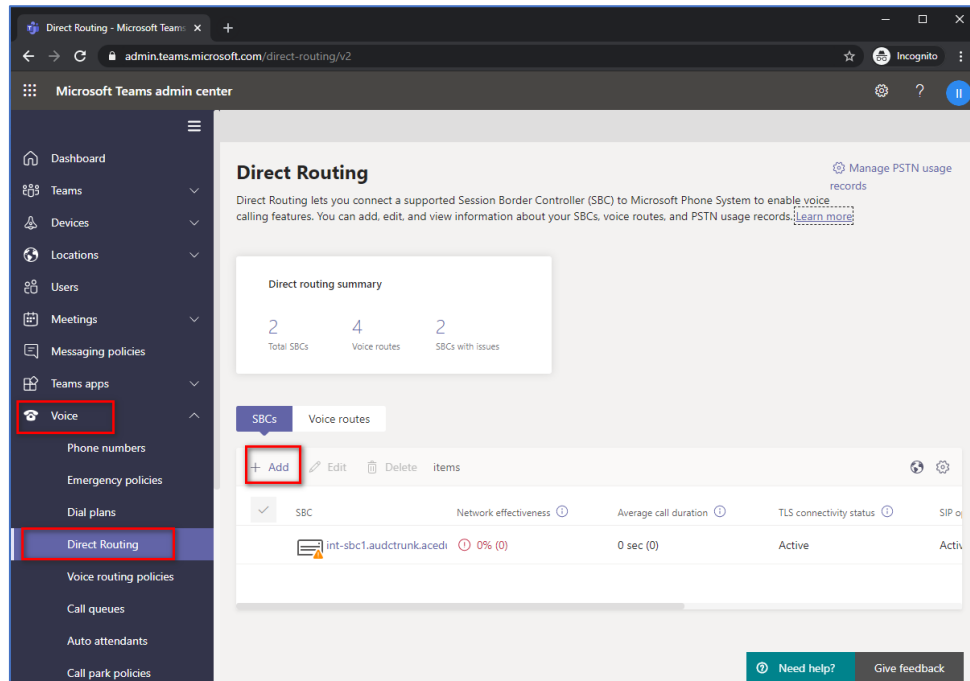 Direct Routing - Microsoft Teams
admin.teams.microsoft.com/direct-routing/v2
Incognito
Microsoft Teams admin center
II
Dashboard
Teams
Devices
Locations
Users
Meetings
Messaging policies
Teams apps
Voice
Phone numbers
Emergency policies
Dial plans
Direct Routing
Voice routing policies
Call queues
Auto attendants
Call park policies
Direct Routing
Manage PSTN usage
records
Direct Routing lets you connect a supported Session Border Controller (SBC) to Microsoft Phone System to enable voice
calling features. You can add, edit, and view information about your SBCs, voice routes, and PSTN usage records. Learn more
Direct routing summary
2 4 2
Total SBCs Voice routes SBCs with issues
SBCs Voice routes
+ Add Edit Delete items
SBC Network effectiveness Average call duration TLS connectivity status SIP
int-sbc1.audctrunk.aced 0% (0) 0 sec (0) Active Activ
Need help? Give feedback